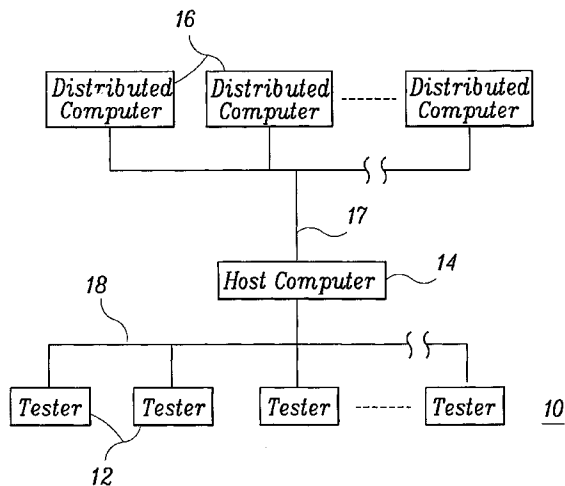 16
Distributed Computer
Distributed Computer
Distributed Computer
17
Host Computer
14
18
Tester
Tester
Tester
Tester
10
12